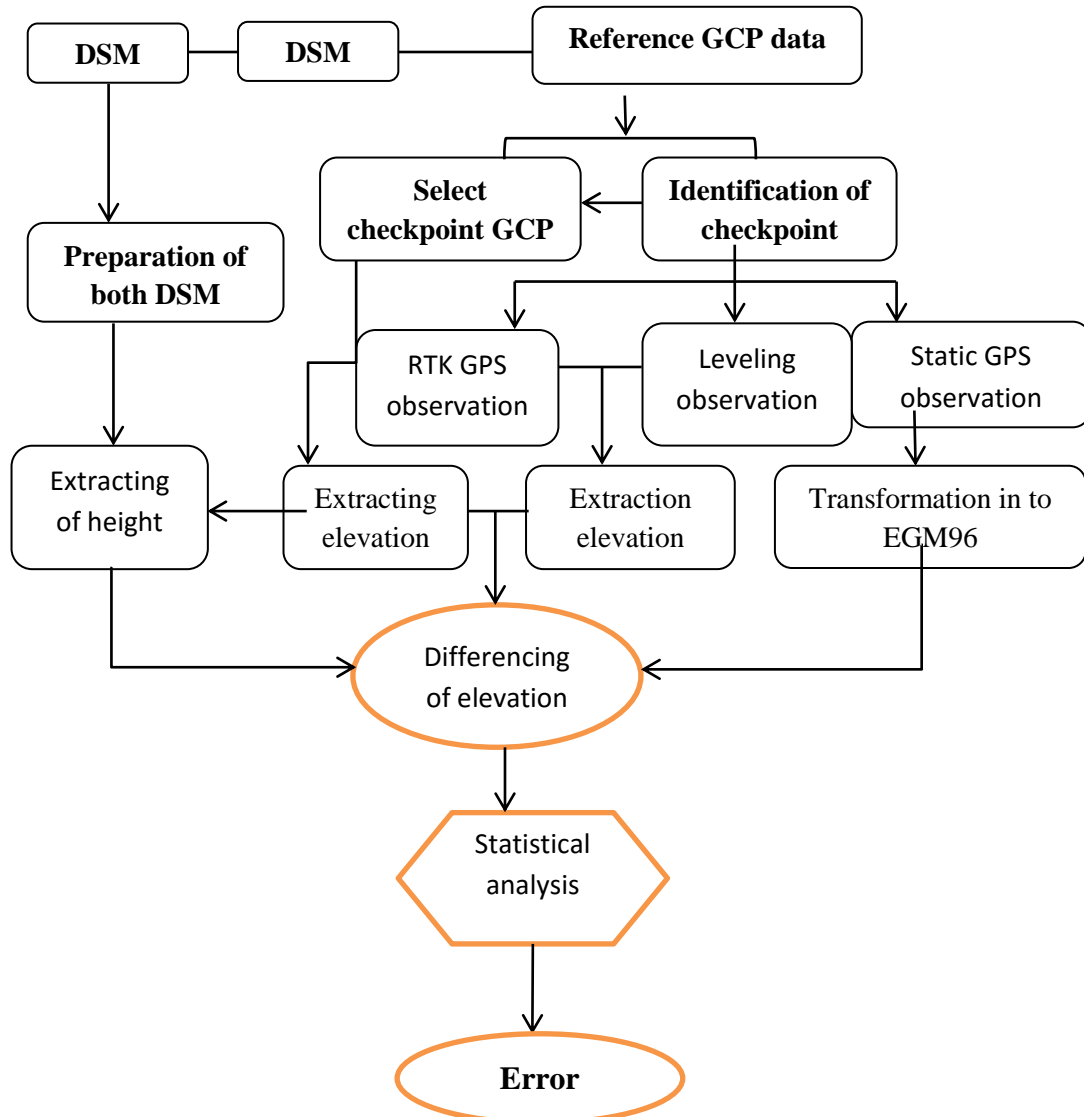 DSM
DSM
Reference GCP data
Select
checkpoint GCP
Identification of
checkpoint
Preparation of
both DSM
RTK GPS
observation
Leveling
observation
Static GPS
observation
Extracting
of height
Extracting
elevation
Extraction
elevation
Transformation in to
EGM96
Differencing
of elevation
Statistical
analysis
Error